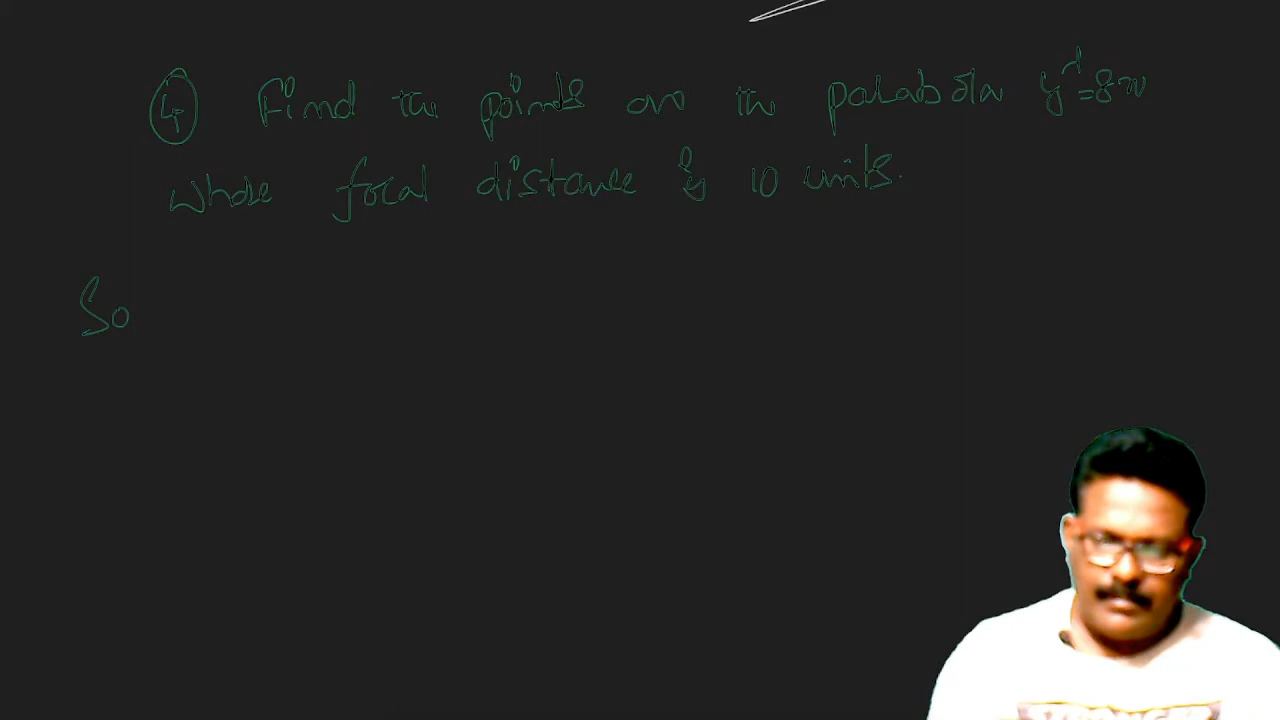 ④ Find the points on the parabola y²=8x
whose focal distance is 10 units.
So